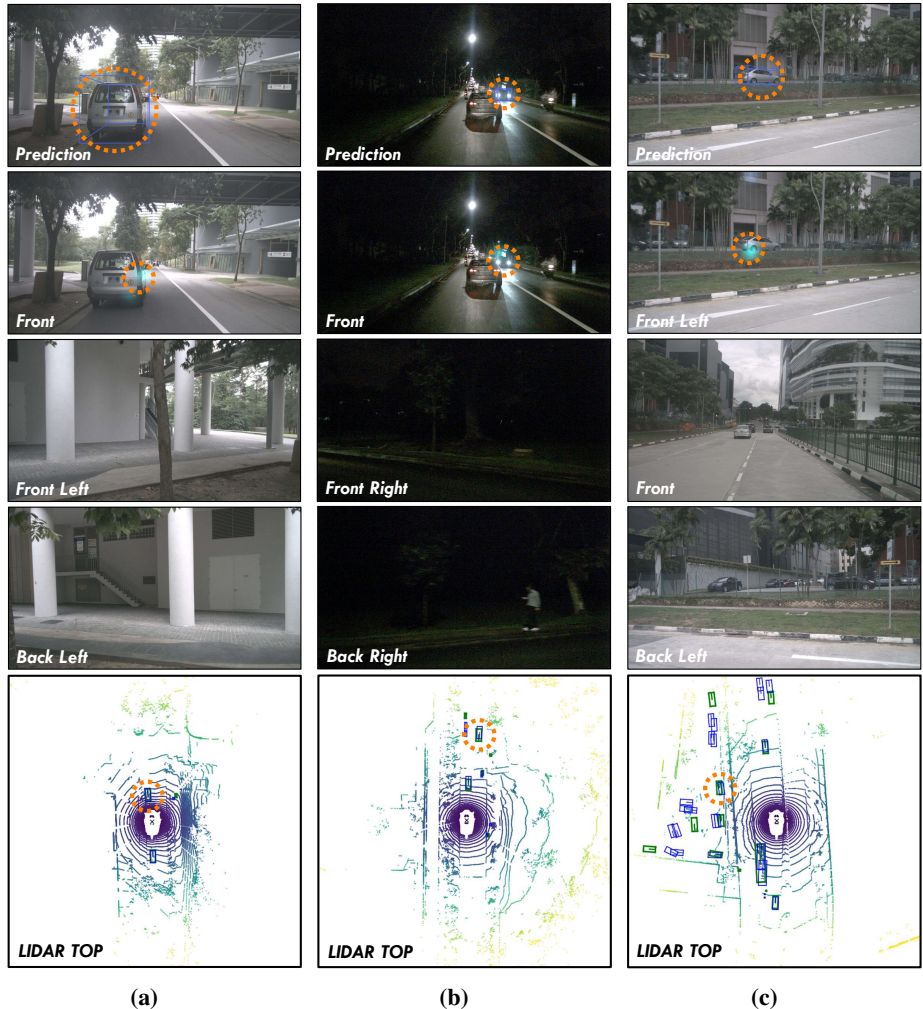 Prediction
Prediction
Prediction
Front
Front
Front Left
Front Left
Front Right
Front
Back Left
Back Right
Back Left
LIDAR TOP
LIDAR TOP
LIDAR TOP
(a)
(b)
(c)